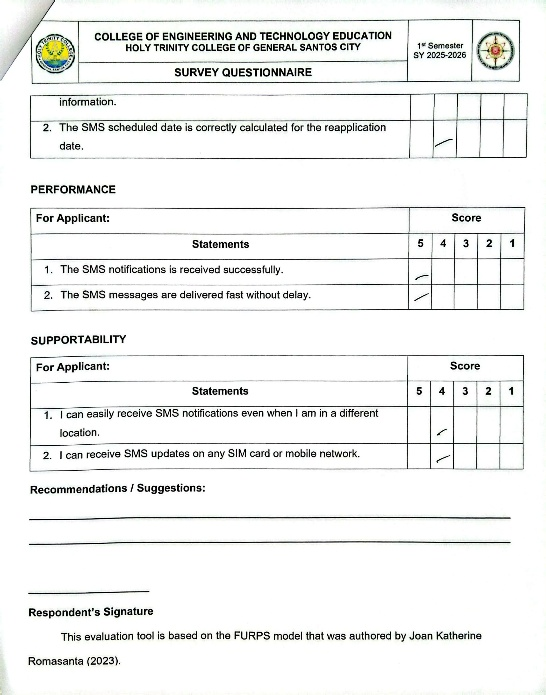 COLLEGE OF ENGINEERING AND TECHNOLOGY EDUCATION
HOLY TRINITY COLLEGE OF GENERAL SANTOS CITY
SURVEY QUESTIONNAIRE
1st Semester
SY 2025-2026
information.
2. The SMS scheduled date is correctly calculated for the reapplication
date.
PERFORMANCE
For Applicant:
Score
Statements
5 4 3 2 1
1. The SMS notifications is received successfully.
2. The SMS messages are delivered fast without delay.
SUPPORTABILITY
For Applicant:
Score
Statements
5 4 3 2 1
1. I can easily receive SMS notifications even when I am in a different
location.
2. I can receive SMS updates on any SIM card or mobile network.
Recommendations / Suggestions:
Respondent's Signature
This evaluation tool is based on the FURPS model that was authored by Joan Katherine
Romasanta (2023).